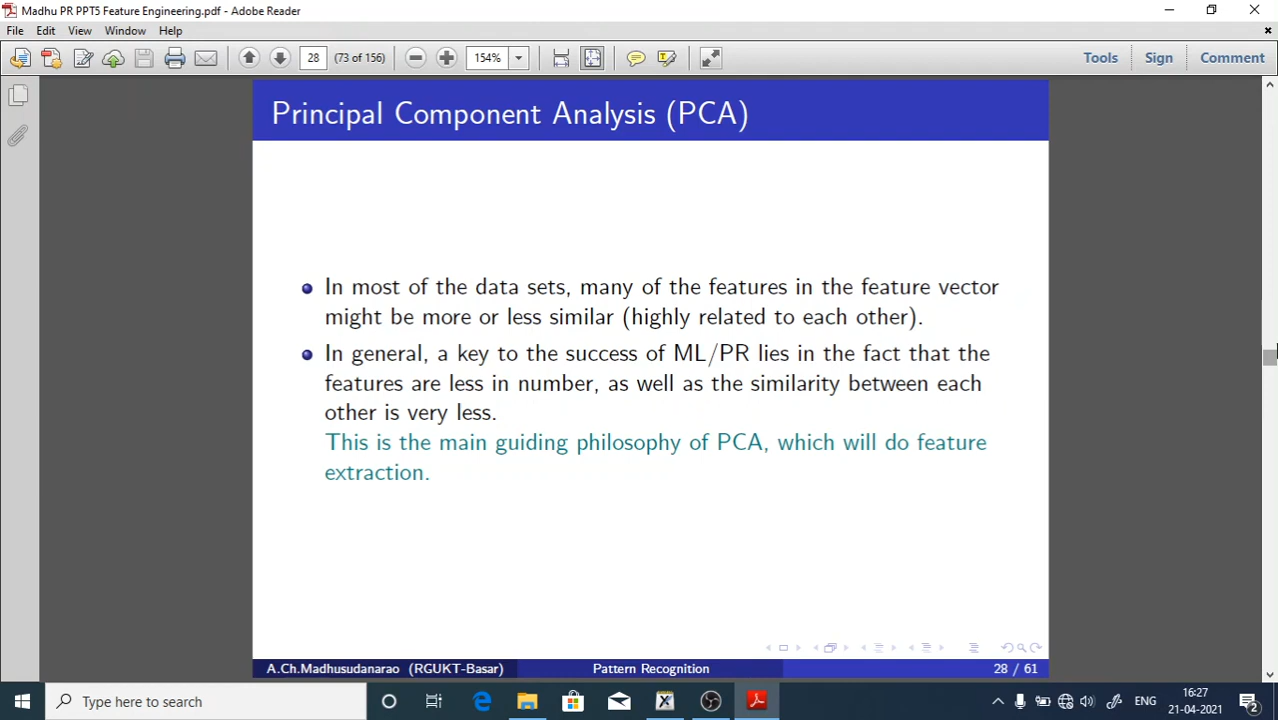 Madhu PR PPT5 Feature Engineering.pdf - Adobe Reader
File Edit View Window Help
28 (73 of 156) 154% Tools Sign Comment
Principal Component Analysis (PCA)
In most of the data sets, many of the features in the feature vector
might be more or less similar (highly related to each other).
In general, a key to the success of ML/PR lies in the fact that the
features are less in number, as well as the similarity between each
other is very less.
This is the main guiding philosophy of PCA, which will do feature
extraction.
A.Ch.Madhusudanarao (RGUKT-Basar) Pattern Recognition 28 / 61
Type here to search
ENG
16:27
21-04-2021
2